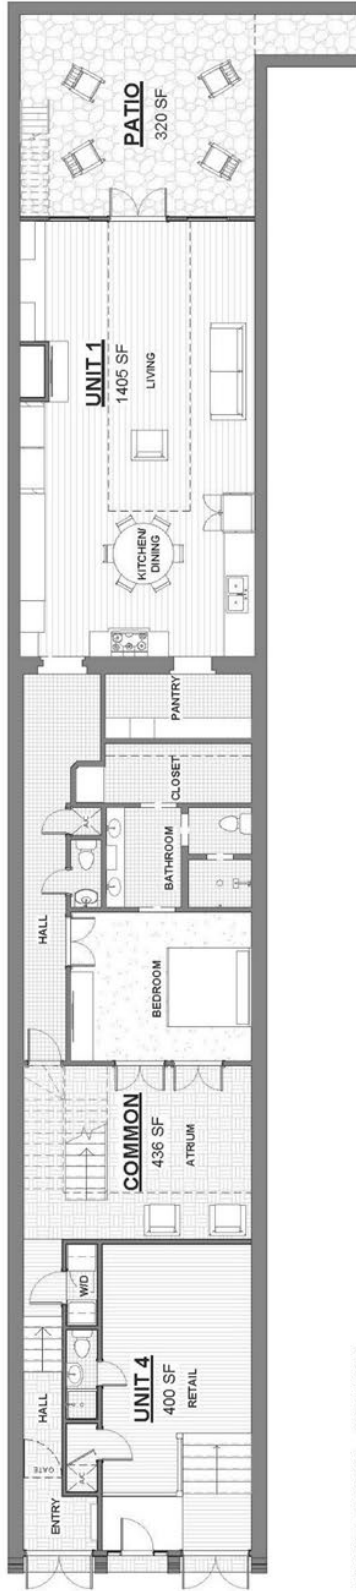 PATIO
320 SF
UNIT 1
1405 SF
LIVING
KITCHEN/
DINING
PANTRY
CLOSET
BATHROOM
A/C
HALL
BEDROOM
COMMON
436 SF
ATRIUM
W/D
UNIT 4
400 SF
RETAIL
HALL
GATE
A/C
ENTRY